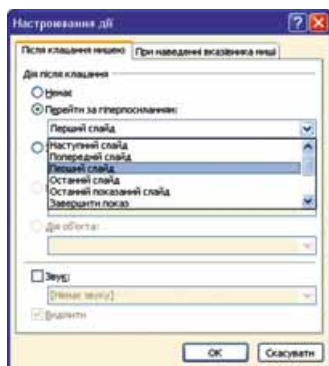 Настроювання дії
Після клацання мишею
При наведенні вказівника миші
Дія після клацання
Немає
Перейти за гіперпосиланням:
Перший слайд
Наступний слайд
Попередній слайд
Перший слайд
Останній слайд
Останній показаний слайд
Завершити показ
Дія об'єкта:
Звук:
[Немає звуку]
Виділити
ОК
Скасувати